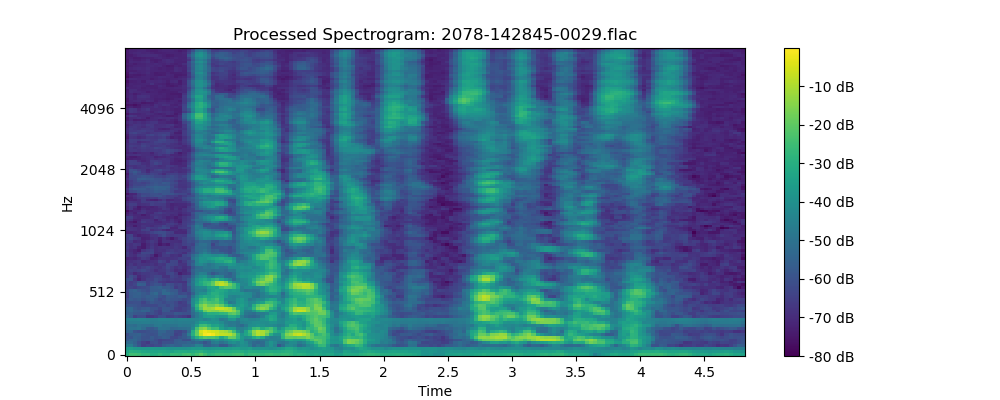 Processed Spectrogram: 2078-142845-0029.flac
Hz
4096
2048
1024
512
0
0
0.5
1
1.5
2
2.5
3
3.5
4
4.5
Time
-10 dB
-20 dB
-30 dB
-40 dB
-50 dB
-60 dB
-70 dB
-80 dB